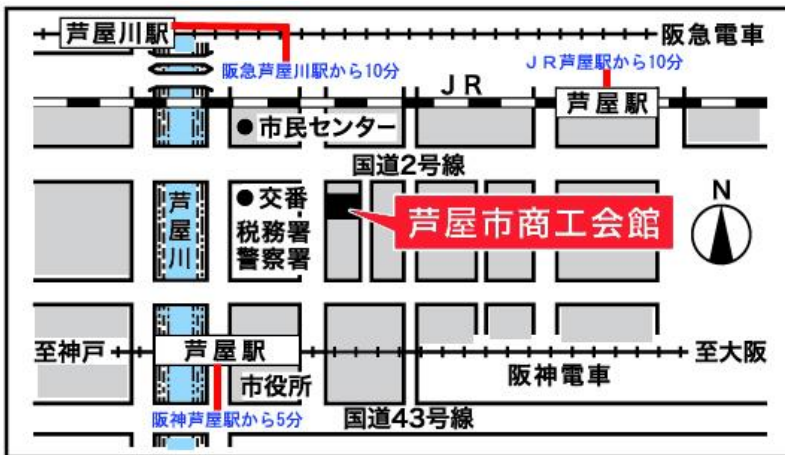 芦屋川駅
阪急電車
阪急芦屋川駅から10分
JR芦屋駅から10分
JR
芦屋駅
●市民センター
国道2号線
芦屋川
●交番
税務署
警察署
芦屋市商工会館
N
至神戸
芦屋駅
至大阪
阪神電車
市役所
阪神芦屋駅から5分
国道43号線